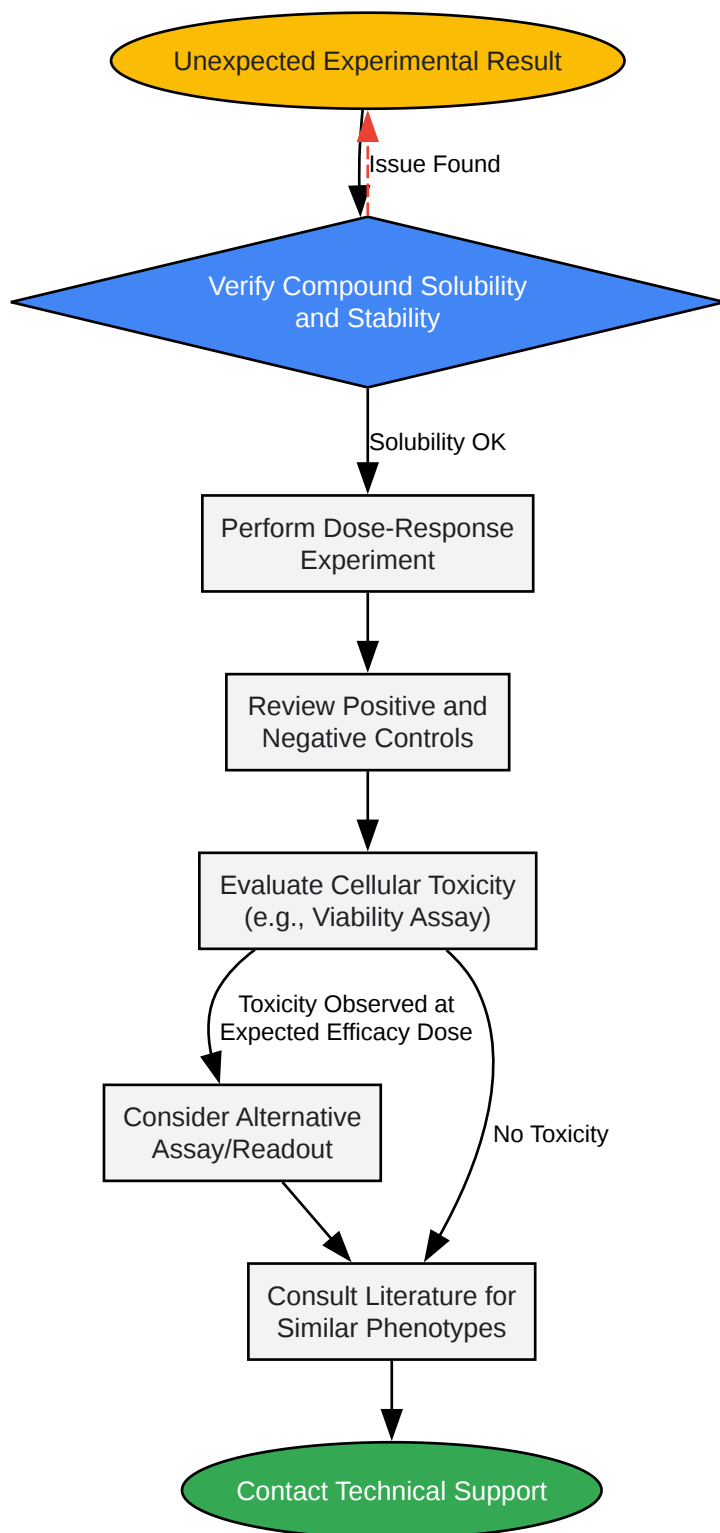 Unexpected Experimental Result
Issue Found
Verify Compound Solubility
and Stability
Solubility OK
Perform Dose-Response
Experiment
Review Positive and
Negative Controls
Evaluate Cellular Toxicity
(e.g., Viability Assay)
Toxicity Observed at
Expected Efficacy Dose
Consider Alternative
Assay/Readout
No Toxicity
Consult Literature for
Similar Phenotypes
Contact Technical Support